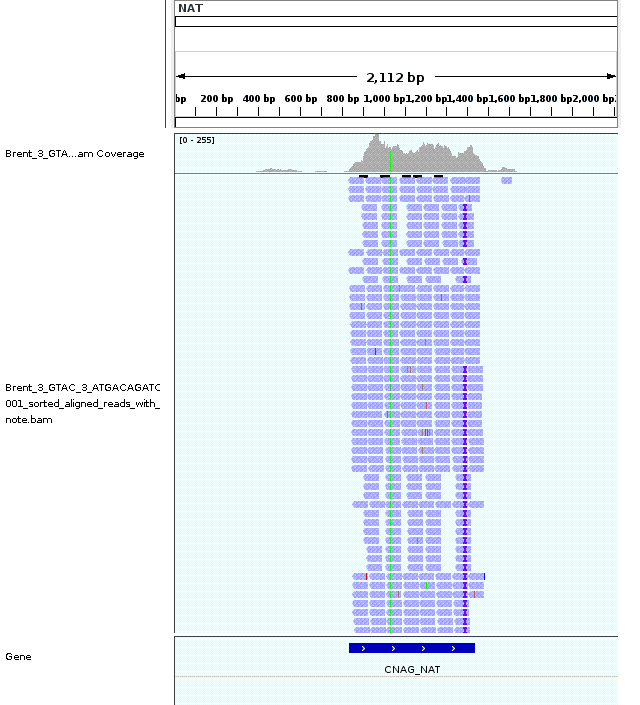 NAT
2,112 bp
bp 200 bp 400 bp 600 bp 800 bp 1,000 bp 1,200 bp 1,400 bp 1,600 bp 1,800 bp 2,000 bp
[0 - 255]
Brent_3_GTA...am Coverage
Brent_3_GTAC_3_ATGACAGATC
001_sorted_aligned_reads_with_
note.bam
Gene
CNAG_NAT